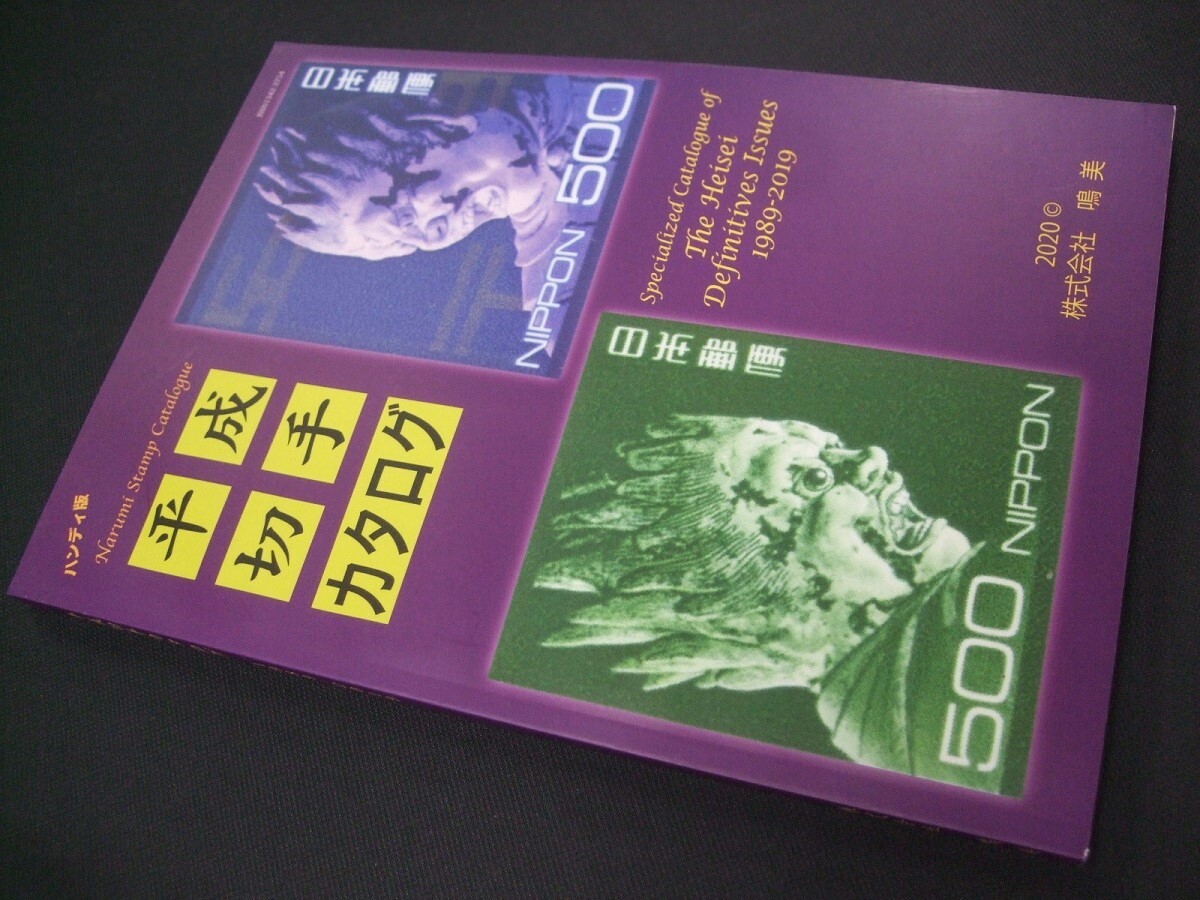 ハンディ版
Narumi Stamp Catalogue
平成
切手
カタログ
日本郵便
NIPPON 500
Specialized Catalogue of
The Heisei
Definitives Issues
1989-2019
日本郵便
500 NIPPON
2020©
株式会社 鳴美